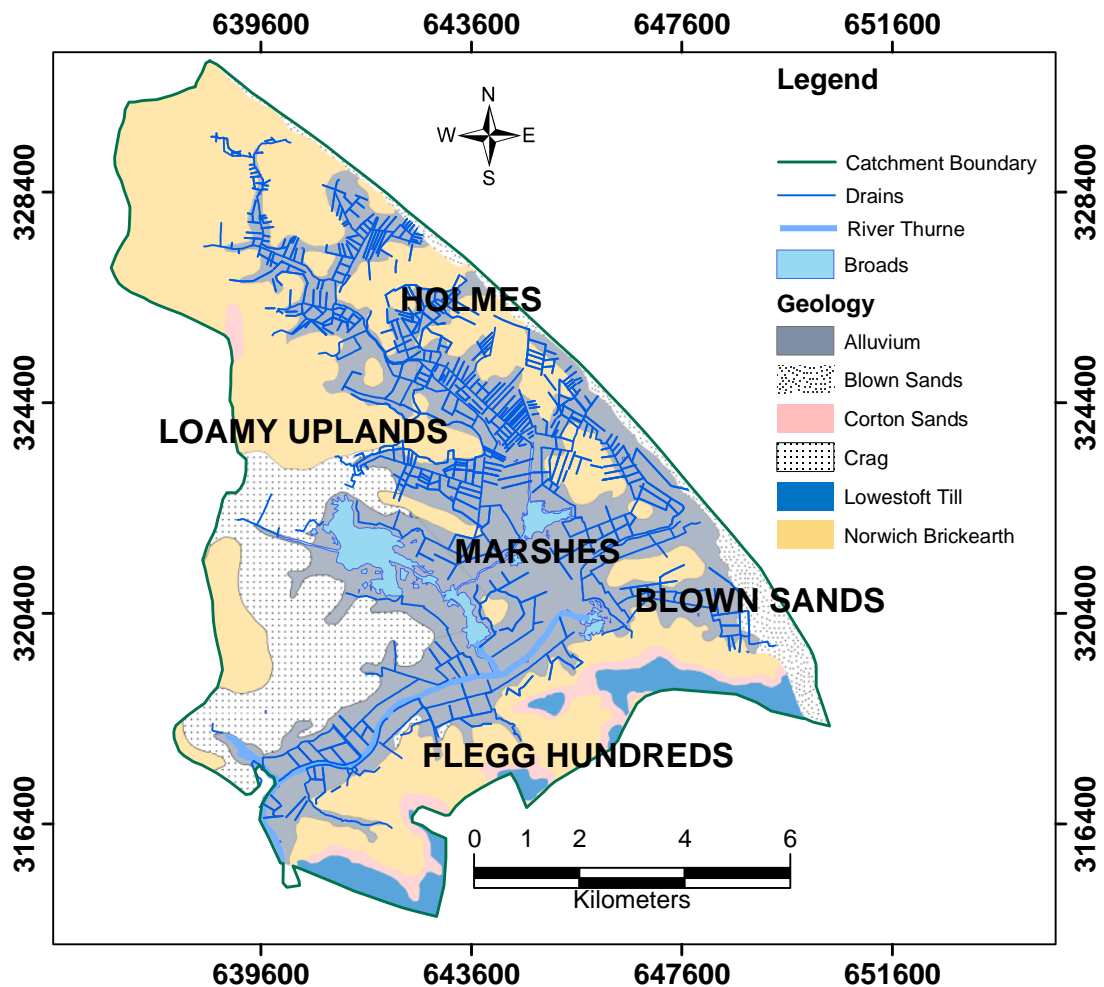 639600 643600 647600 651600
Legend
N
W E
S
Catchment Boundary
328400 328400
Drains
River Thurne
Broads
Geology
HOLMES
Alluvium
Blown Sands
324400 324400
Corton Sands
LOAMY UPLANDS
Crag
Lowestoft Till
Norwich Brickearth
MARSHES
BLOWN SANDS
320400 320400
FLEGG HUNDREDS
316400 316400
0 1 2 4 6
Kilometers
639600 643600 647600 651600